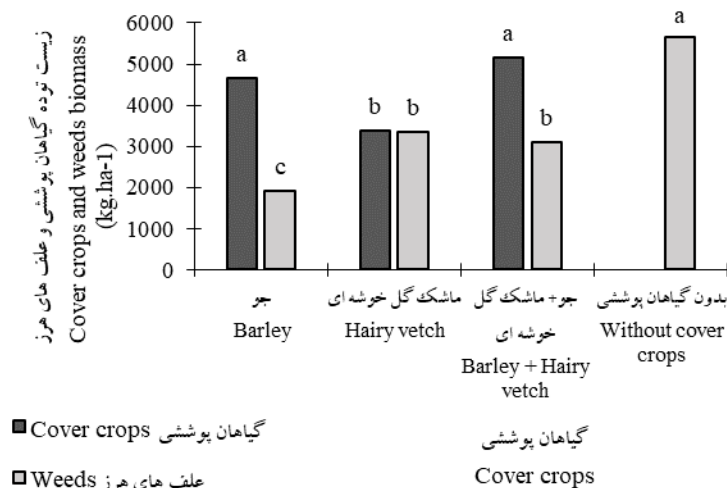 زیست توده گیاهان پوششی و علف های هرز
Cover crops and weeds biomass
(kg.ha-1)
6000
5000
4000
3000
2000
1000
0
a
c
b
b
a
b
a
جو
Barley
ماشک گل خوشه ای
Hairy vetch
جو+ ماشک گل
خوشه ای
Barley + Hairy
vetch
بدون گیاهان پوششی
Without cover
crops
Cover crops گیاهان پوششی
Weeds علف های هرز
گیاهان پوششی
Cover crops